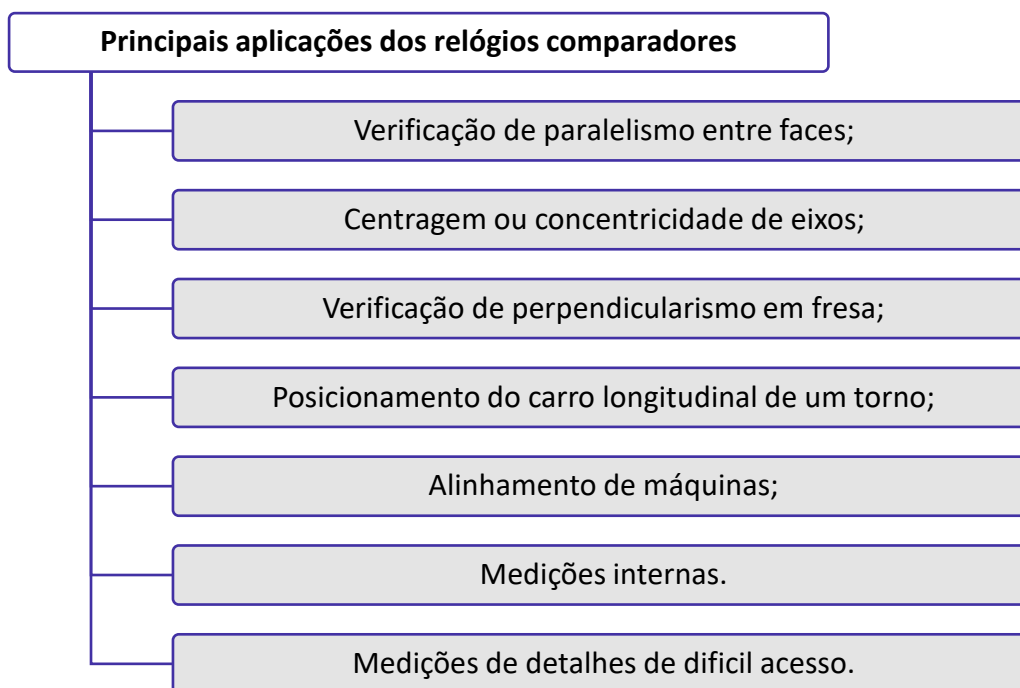 Principais aplicações dos relógios comparadores
Verificação de paralelismo entre faces;
Centragem ou concentricidade de eixos;
Verificação de perpendicularismo em fresa;
Posicionamento do carro longitudinal de um torno;
Alinhamento de máquinas;
Medições internas.
Medições de detalhes de dificil acesso.